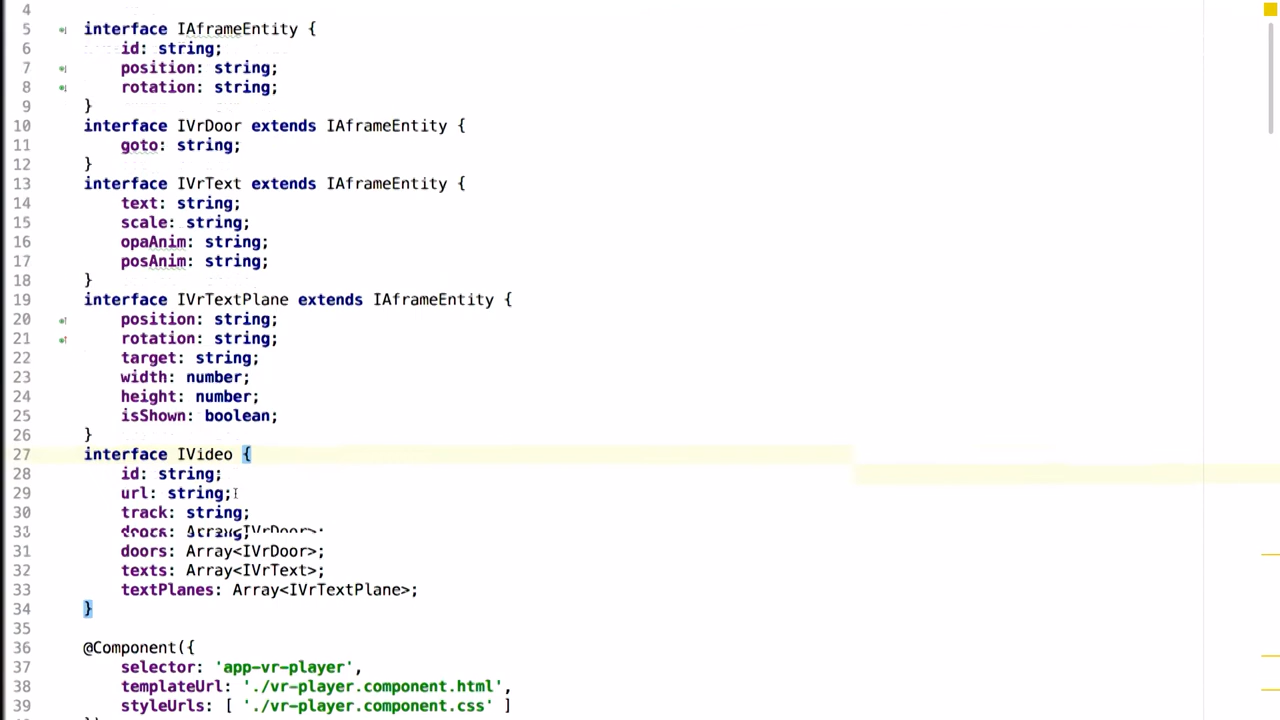 4
5 interface IAframeEntity {
6 id: string;
7 position: string;
8 rotation: string;
9 }
10 interface IVrDoor extends IAframeEntity {
11 goto: string;
12 }
13 interface IVrText extends IAframeEntity {
14 text: string;
15 scale: string;
16 opaAnim: string;
17 posAnim: string;
18 }
19 interface IVrTextPlane extends IAframeEntity {
20 position: string;
21 rotation: string;
22 target: string;
23 width: number;
24 height: number;
25 isShown: boolean;
26 }
27 interface IVideo {
28 id: string;
29 url: string;
30 track: string;
31 doors: Array<IVrDoor>;
32 texts: Array<IVrText>;
33 textPlanes: Array<IVrTextPlane>;
34 }
35
36 @Component({
37 selector: 'app-vr-player',
38 templateUrl: './vr-player.component.html',
39 styleUrls: [ './vr-player.component.css' ]